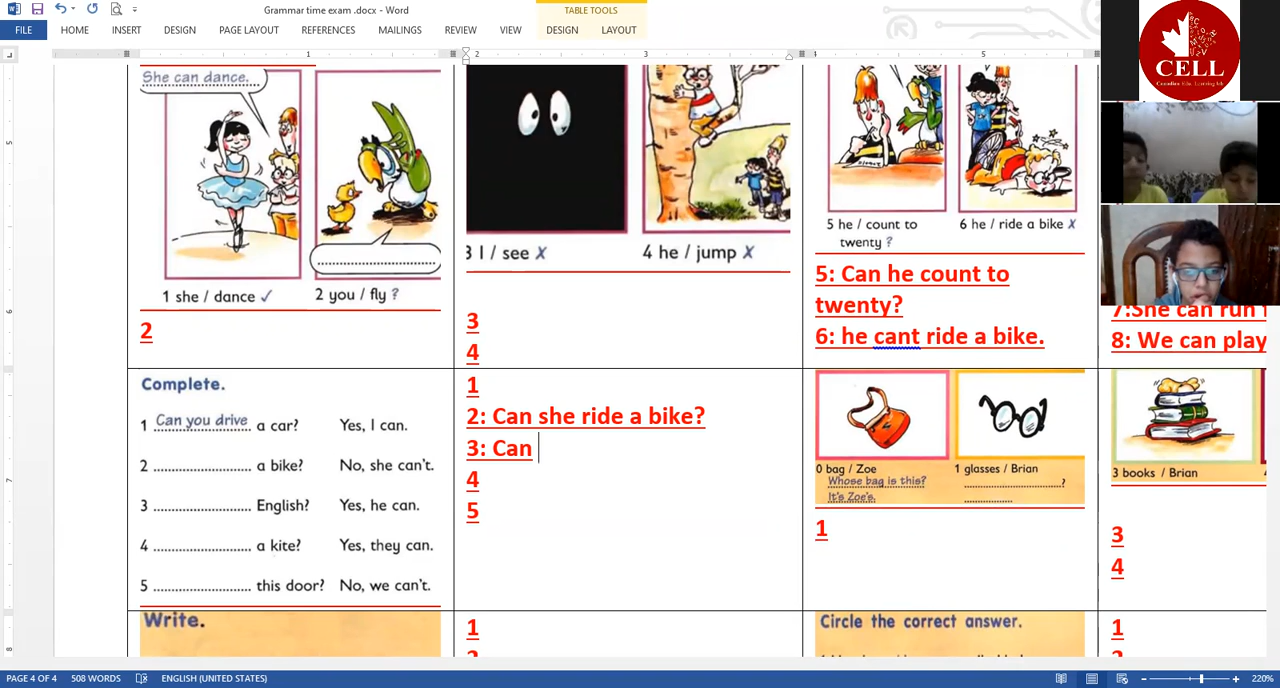 Grammar time exam .docx - Word
TABLE TOOLS
FILE
HOME
INSERT
DESIGN
PAGE LAYOUT
REFERENCES
MAILINGS
REVIEW
VIEW
DESIGN
LAYOUT
1
2
3
4
5
She can dance.
1 she / dance ✓
2 you / fly ?
2
3 I / see ✗
4 he / jump ✗
3
4
5 he / count to
twenty ?
6 he / ride a bike ✗
5: Can he count to
twenty?
6: he cant ride a bike.
7:She can run
8: We can play
Complete.
1 Can you drive a car? Yes, I can.
2 ............................ a bike? No, she can't.
3 ............................ English? Yes, he can.
4 ............................ a kite? Yes, they can.
5 ............................ this door? No, we can't.
1
2: Can she ride a bike?
3: Can
4
5
0 bag / Zoe
Whose bag is this?
It's Zoe's.
1 glasses / Brian
............................?
..............
1
3 books / Brian
3
4
Write.
1
Circle the correct answer.
1
CELL
PAGE 4 OF 4
508 WORDS
ENGLISH (UNITED STATES)
220%